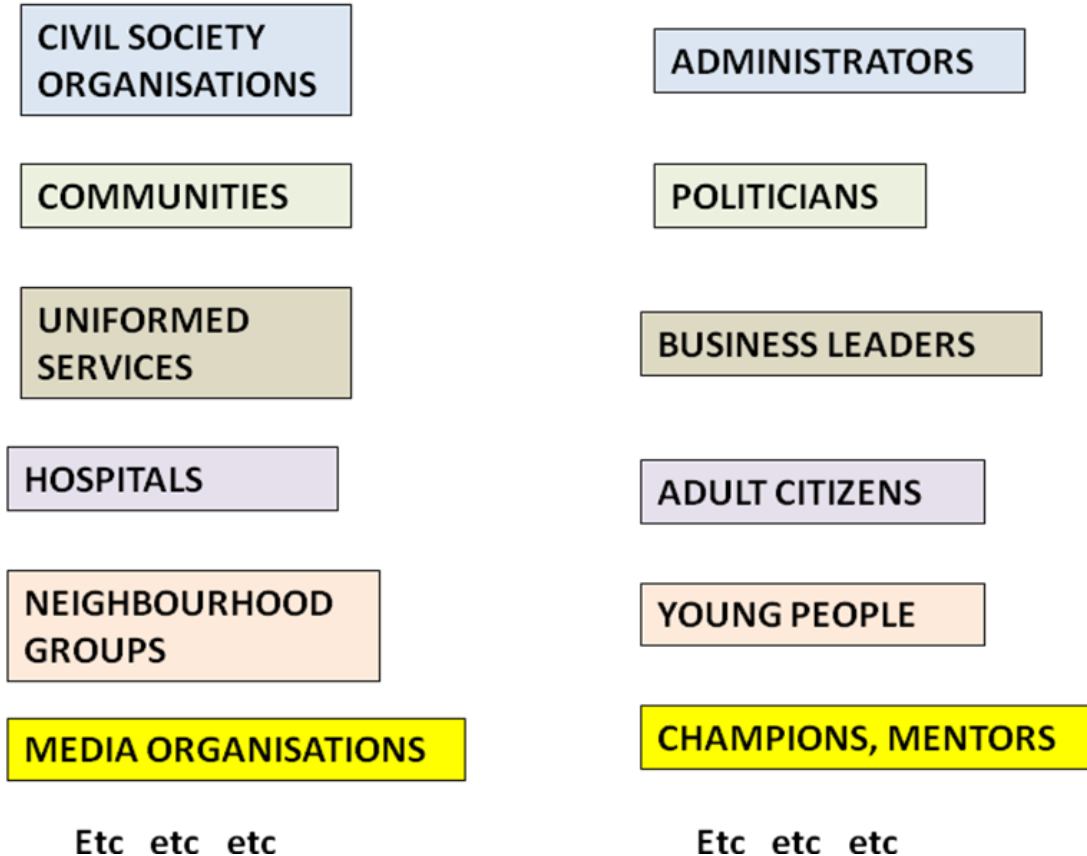 CIVIL SOCIETY
ORGANISATIONS
COMMUNITIES
UNIFORMED
SERVICES
HOSPITALS
NEIGHBOURHOOD
GROUPS
MEDIA ORGANISATIONS
Etc etc etc
ADMINISTRATORS
POLITICIANS
BUSINESS LEADERS
ADULT CITIZENS
YOUNG PEOPLE
CHAMPIONS, MENTORS
Etc etc etc